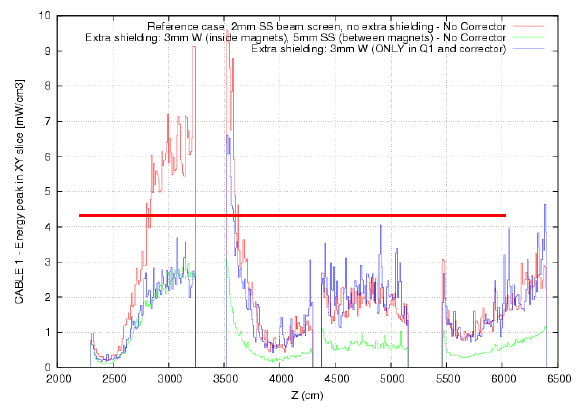 Reference case, 2mm SS beam screen, no extra shielding - No Corrector
Extra shielding: 3mm W (inside magnets), 5mm SS (between magnets) - No Corrector
Extra shielding: 3mm W (ONLY in Q1 and corrector)
CABLE 1 - Energy peak in XY slice [mW/cm3]
10
9
8
7
6
5
4
3
2
1
0
2000 2500 3000 3500 4000 4500 5000 5500 6000 6500
Z (cm)